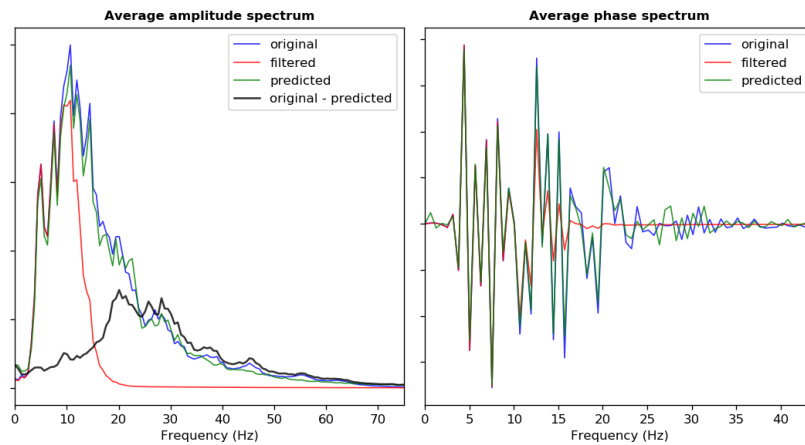 Average amplitude spectrum
original
filtered
predicted
original - predicted
0
10
20
30
40
50
60
70
Frequency (Hz)
Average phase spectrum
original
filtered
predicted
0
5
10
15
20
25
30
35
40
Frequency (Hz)